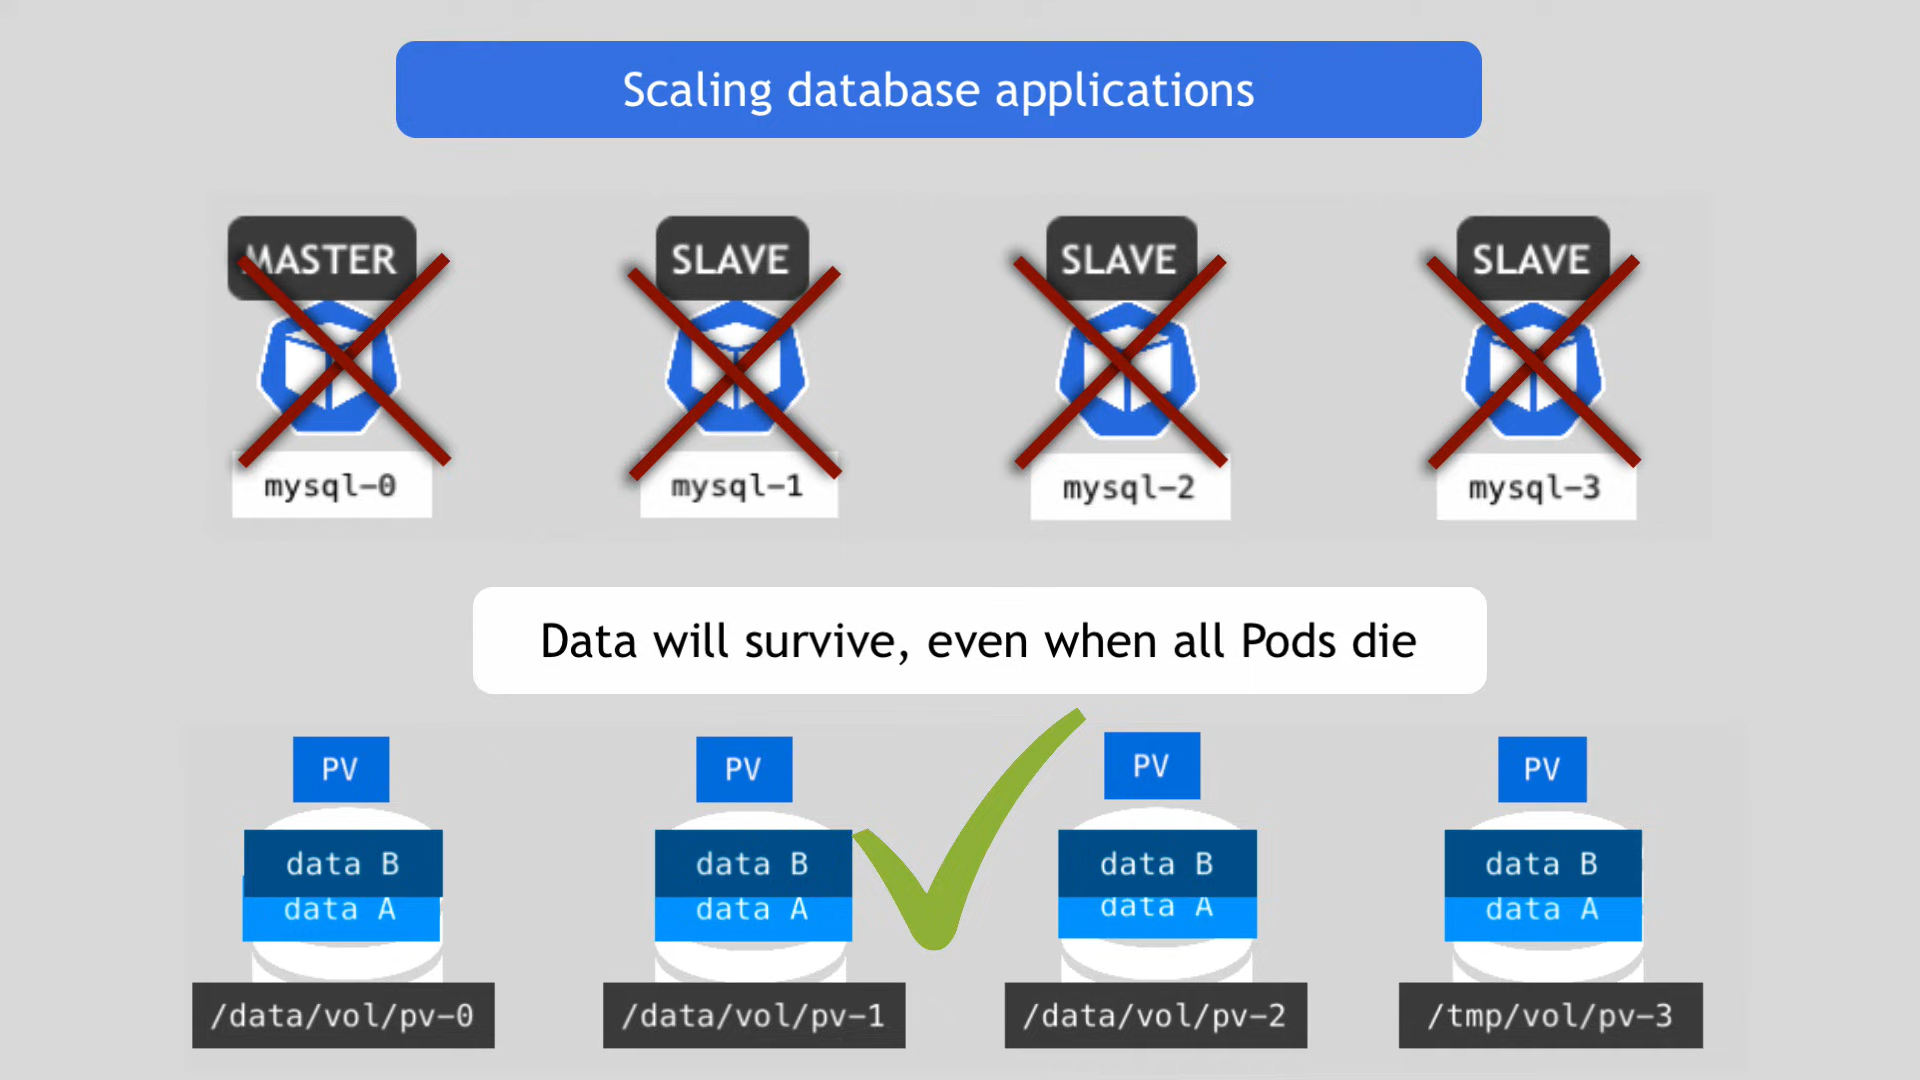 Scaling database applications
MASTER
SLAVE
SLAVE
SLAVE
mysql-0
mysql-1
mysql-2
mysql-3
Data will survive, even when all Pods die
PV
PV
PV
PV
data B
data B
data B
data B
data A
data A
data A
data A
/data/vol/pv-0
/data/vol/pv-1
/data/vol/pv-2
/tmp/vol/pv-3